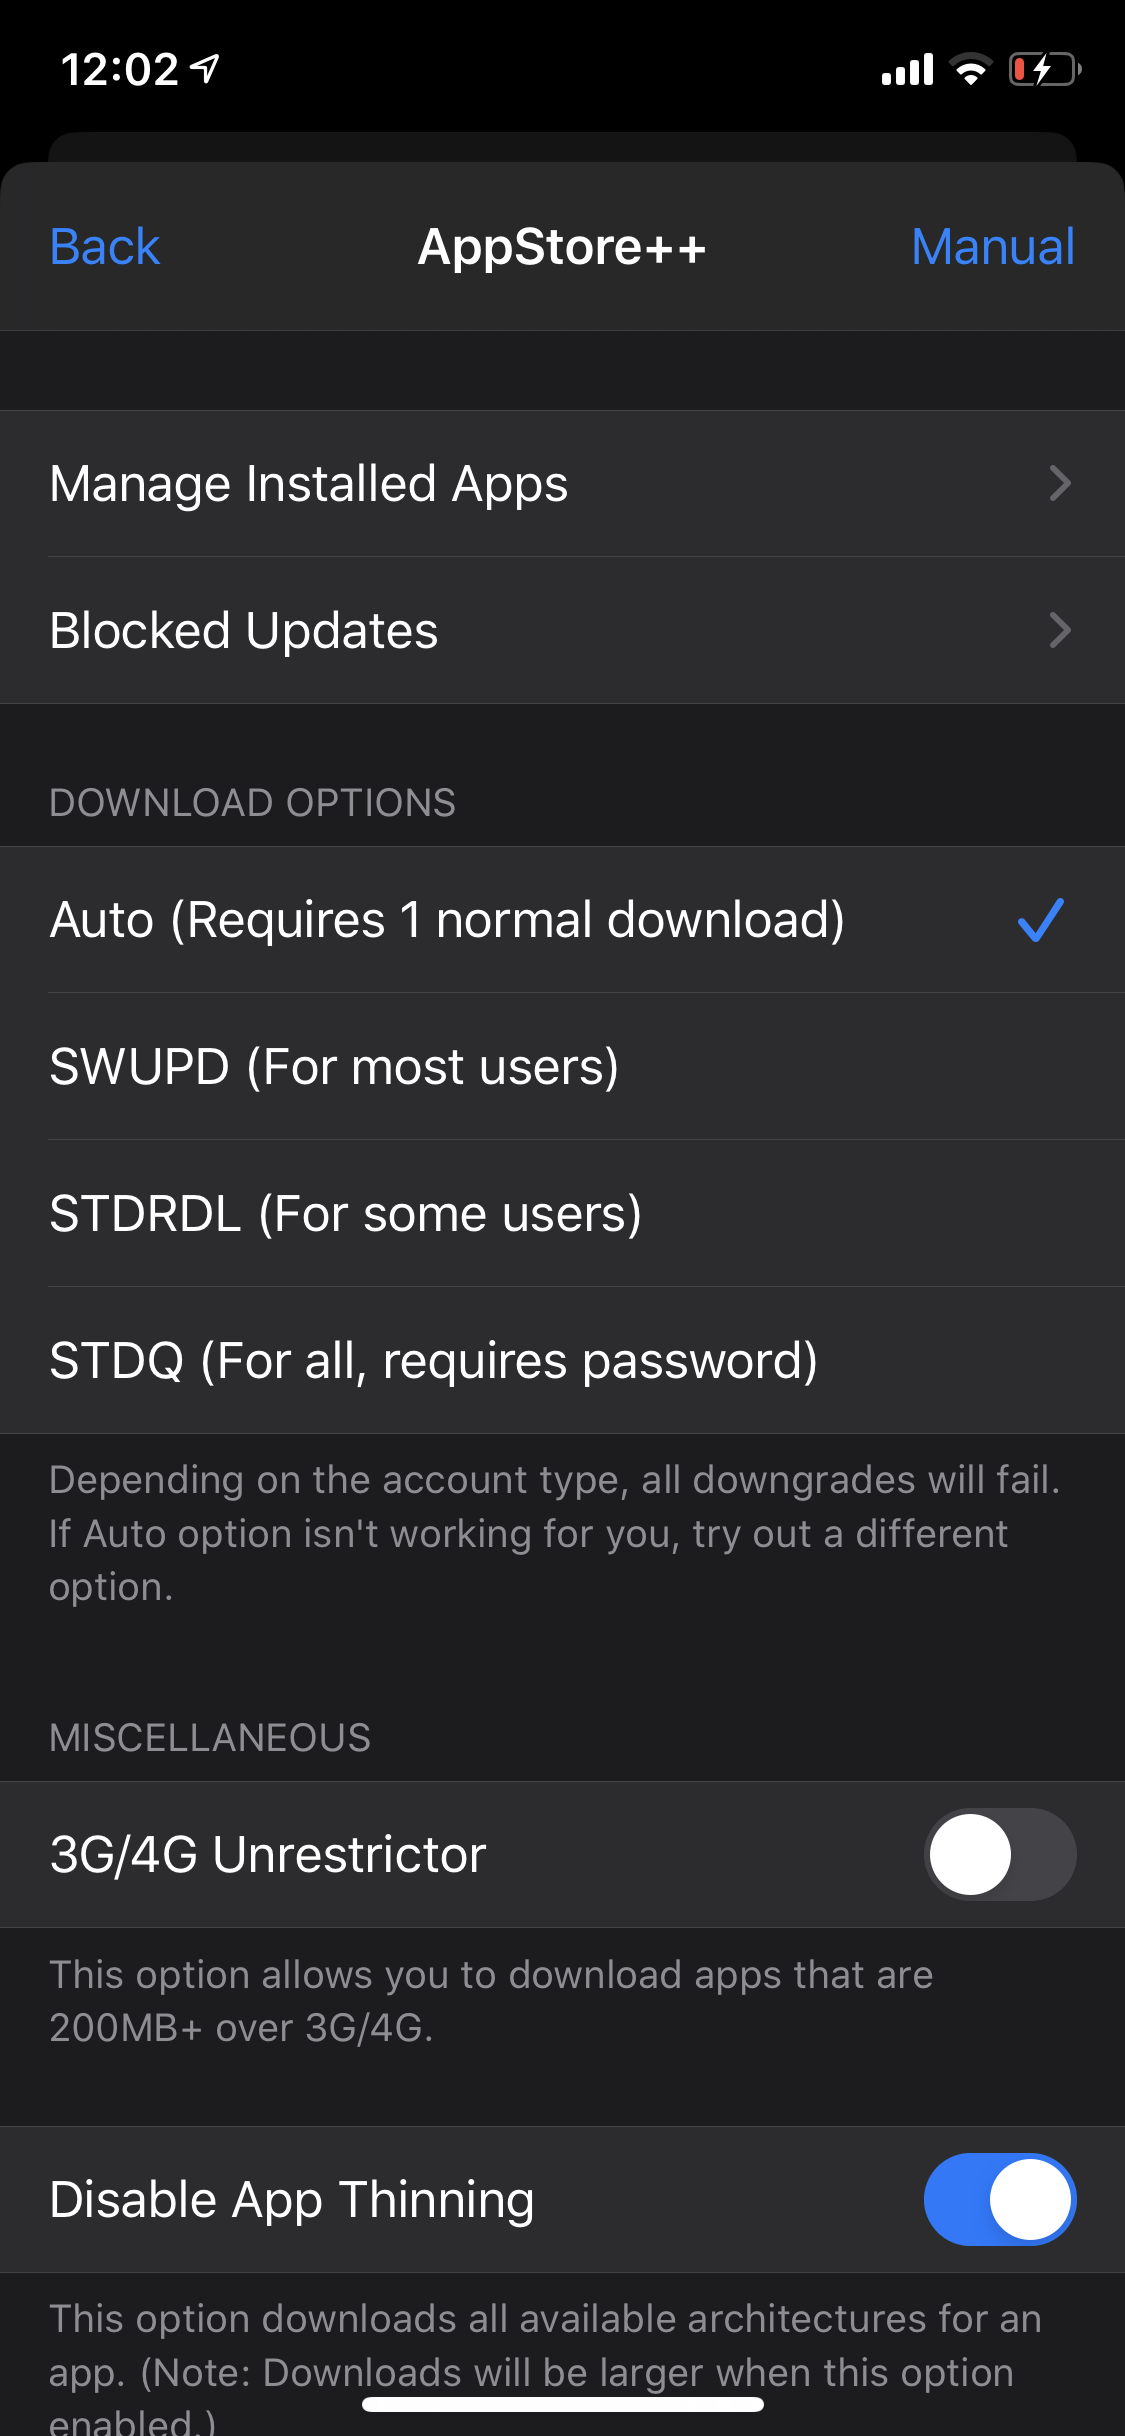 12:02
Back AppStore++ Manual
Manage Installed Apps
Blocked Updates
DOWNLOAD OPTIONS
Auto (Requires 1 normal download)
SWUPD (For most users)
STDRDL (For some users)
STDQ (For all, requires password)
Depending on the account type, all downgrades will fail.
If Auto option isn't working for you, try out a different
option.
MISCELLANEOUS
3G/4G Unrestrictor
This option allows you to download apps that are
200MB+ over 3G/4G.
Disable App Thinning
This option downloads all available architectures for an
app. (Note: Downloads will be larger when this option
enabled.)